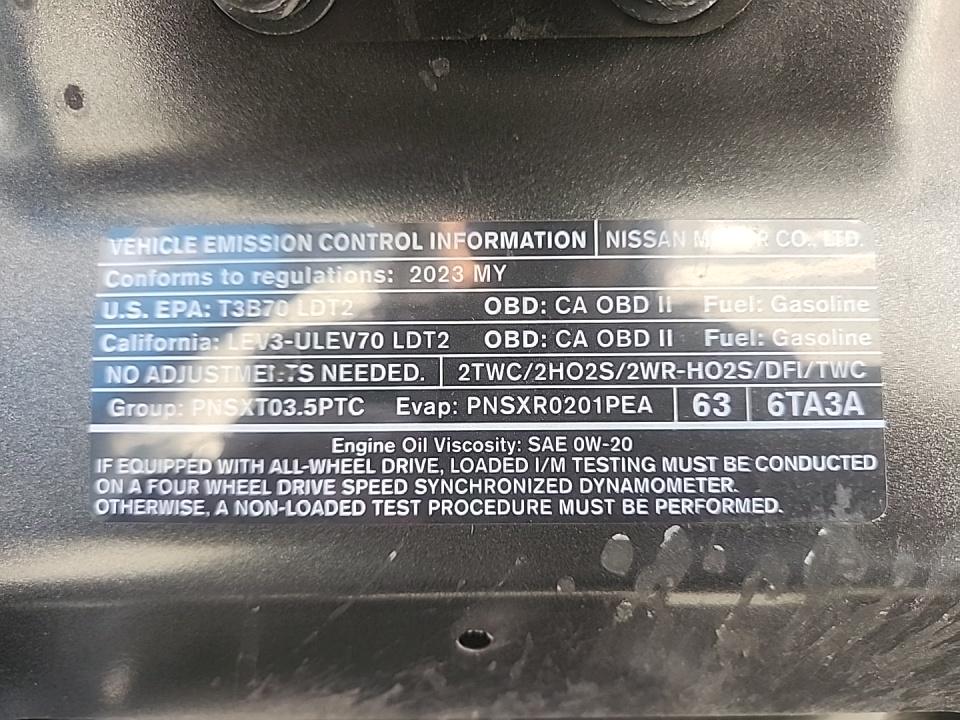 VEHICLE EMISSION CONTROL INFORMATION NISSAN MOTOR CO., LTD.
Conforms to regulations: 2023 MY
U.S. EPA: T3B70 LDT2 OBD: CA OBD II Fuel: Gasoline
California: LEV3-ULEV70 LDT2 OBD: CA OBD II Fuel: Gasoline
NO ADJUSTMENTS NEEDED. 2TWC/2HO2S/2WR-HO2S/DFI/TWC
Group: PNSXT03.5PTC Evap: PNSXR0201PEA 63 6TA3A
Engine Oil Viscosity: SAE 0W-20
IF EQUIPPED WITH ALL-WHEEL DRIVE, LOADED I/M TESTING MUST BE CONDUCTED
ON A FOUR WHEEL DRIVE SPEED SYNCHRONIZED DYNAMOMETER.
OTHERWISE, A NON-LOADED TEST PROCEDURE MUST BE PERFORMED.